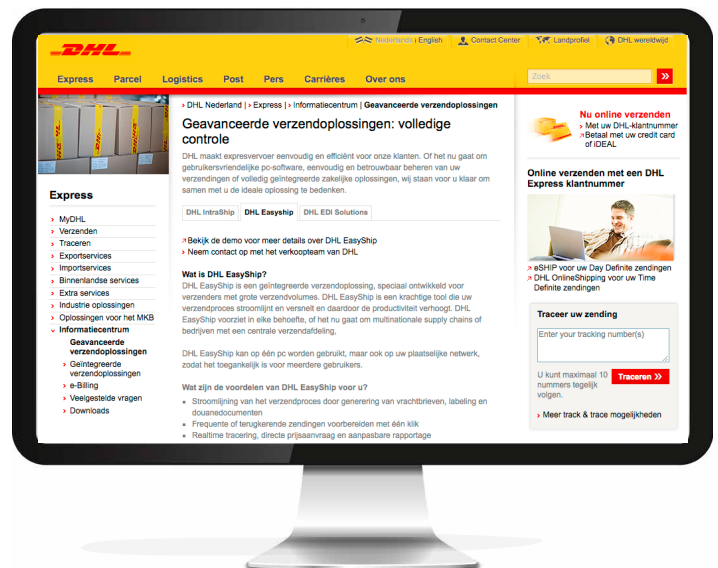 Nederlands | English
Contact Center
Landprofiel
DHL wereldwijd
DHL
Express Parcel Logistics Post Pers Carrières Over ons
Zoek
› DHL Nederland | › Express | › Informatiecentrum | Geavanceerde verzendoplossingen
Geavanceerde verzendoplossingen: volledige
controle
DHL maakt expresvervoer eenvoudig en efficiënt voor onze klanten. Of het nu gaat om
gebruikersvriendelijke pc-software, eenvoudig en betrouwbaar beheren van uw
verzendingen of volledig geïntegreerde zakelijke oplossingen, wij staan voor u klaar om
samen met u de ideale oplossing te bedenken.
DHL IntraShip DHL Easyship DHL EDI Solutions
Bekijk de demo voor meer details over DHL EasyShip
› Neem contact op met het verkoopteam van DHL
Wat is DHL EasyShip?
DHL EasyShip is een geïntegreerde verzendoplossing, speciaal ontwikkeld voor
verzenders met grote verzendvolumes. DHL EasyShip is een krachtige tool die uw
verzendproces stroomlijnt en versnelt en daardoor de productiviteit verhoogt. DHL
EasyShip voorziet in elke behoefte, of het nu gaat om multinationale supply chains of
bedrijven met een centrale verzendafdeling,
DHL EasyShip kan op één pc worden gebruikt, maar ook op uw plaatselijke netwerk,
zodat het toegankelijk is voor meerdere gebruikers.
Wat zijn de voordelen van DHL EasyShip voor u?
Stroomlijning van het verzendproces door generering van vrachtbrieven, labeling en
douanedocumenten
Frequente of terugkerende zendingen voorbereiden met één klik
Realtime tracering, directe prijsaanvraag en aanpasbare rapportage
Express
› MyDHL
› Verzenden
› Traceren
› Exportservices
› Importservices
› Binnenlandse services
› Extra services
› Industrie oplossingen
› Oplossingen voor het MKB
Informatiecentrum
Geavanceerde
verzendoplossingen
› Geïntegreerde
verzendoplossingen
› e-Billing
› Veelgestelde vragen
› Downloads
Nu online verzenden
› Met uw DHL-klantnummer
Betaal met uw credit card
of iDEAL
Online verzenden met een DHL
Express klantnummer
eSHIP voor uw Day Definite zendingen
DHL OnlineShipping voor uw Time
Definite zendingen
Traceer uw zending
Enter your tracking number(s)
U kunt maximaal 10
nummers tegelijk
volgen.
Traceren »
› Meer track & trace mogelijkheden